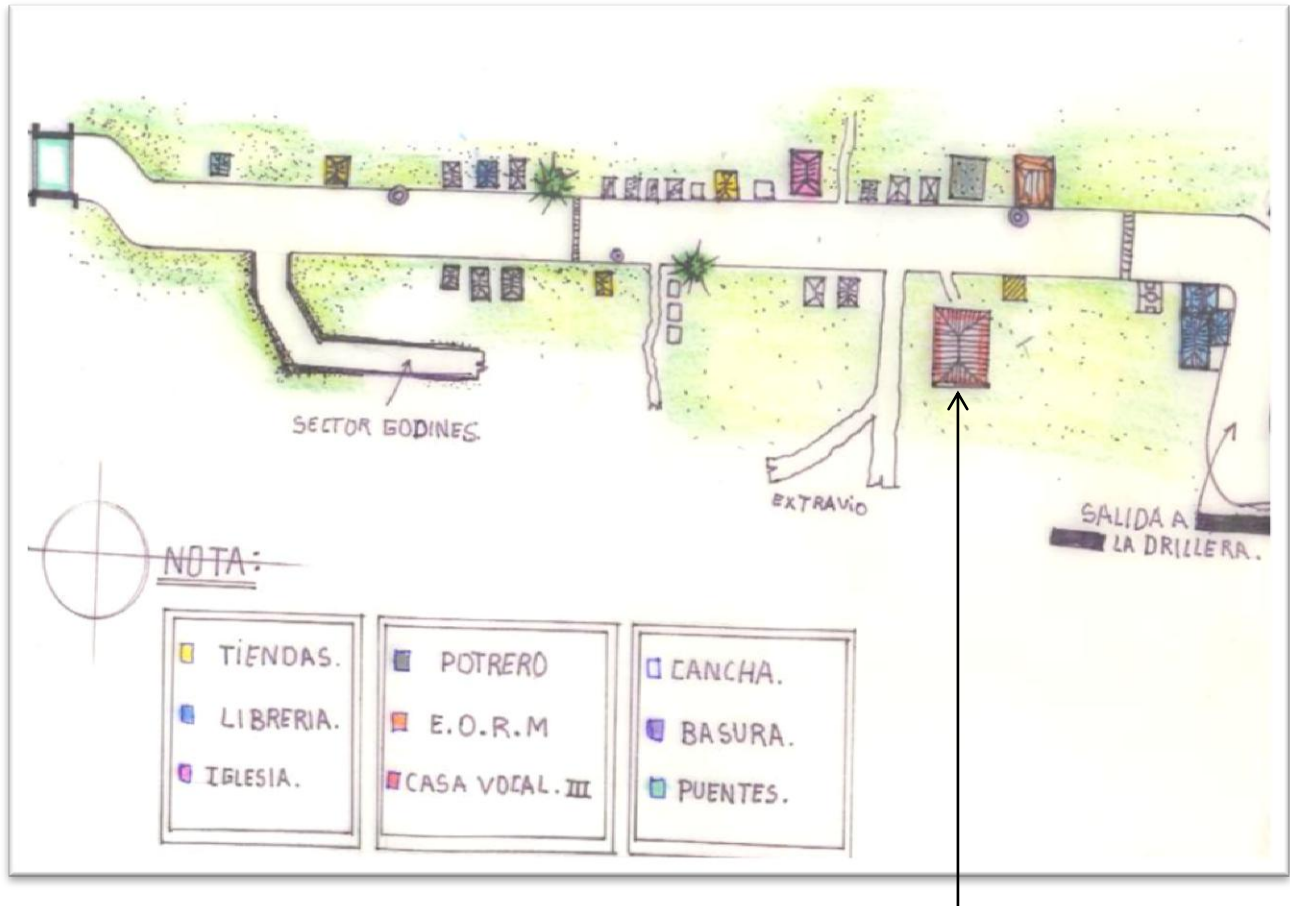 SECTOR GODINES.
EXTRAVIO
SALIDA A
LA DRILLERA.
NOTA:
TIENDAS.
LIBRERIA.
IGLESIA.
POTRERO
E.O.R.M
CASA VOCAL. III
CANCHA.
BASURA.
PUENTES.